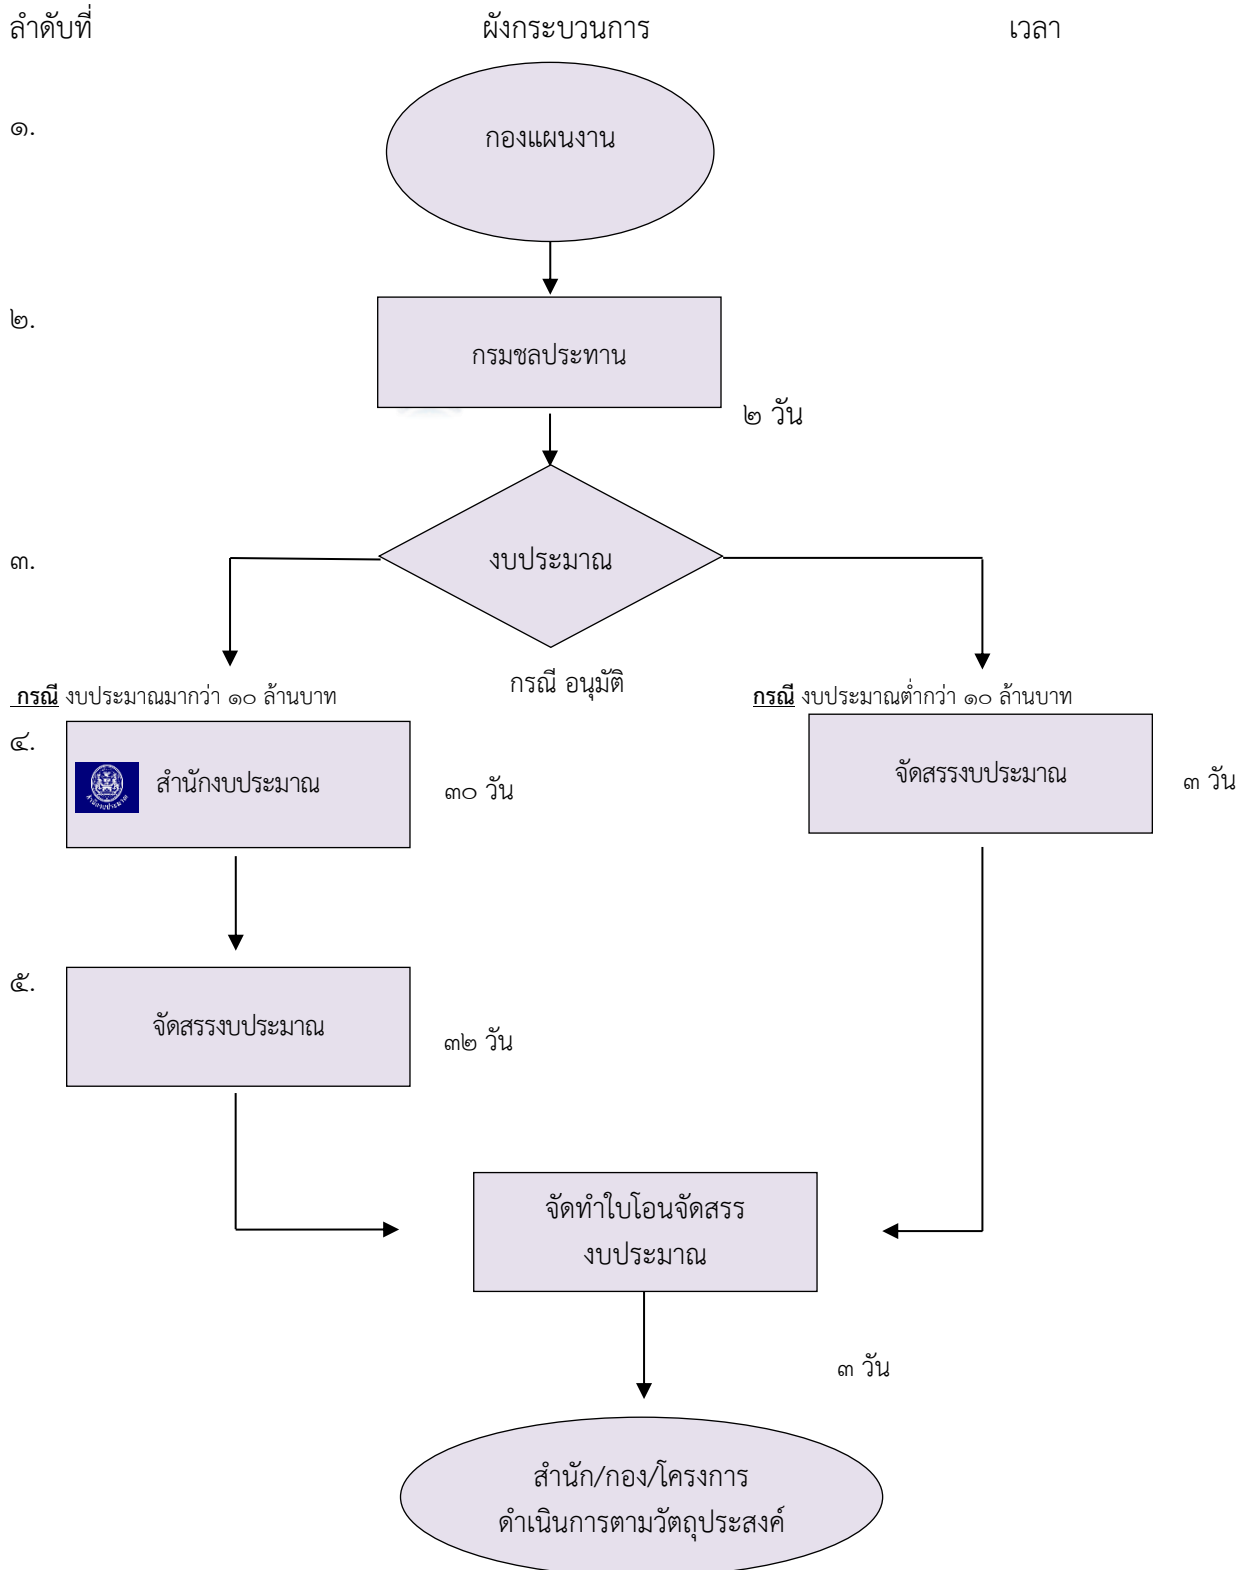 ลำดับที่ ผังกระบวนการ เวลา
๑.
กองแผนงาน
๒.
กรมชลประทาน
๒ วัน
๓.
งบประมาณ
กรณี อนุมัติ
กรณี งบประมาณมากว่า ๑๐ ล้านบาท
กรณี งบประมาณต่ำกว่า ๑๐ ล้านบาท
๔.
สำนักงบประมาณ
สำนักงบประมาณ
๓๐ วัน
จัดสรรงบประมาณ
๓ วัน
๕.
จัดสรรงบประมาณ
๓๒ วัน
จัดทำใบโอนจัดสรร
งบประมาณ
๓ วัน
สำนัก/กอง/โครงการ
ดำเนินการตามวัตถุประสงค์